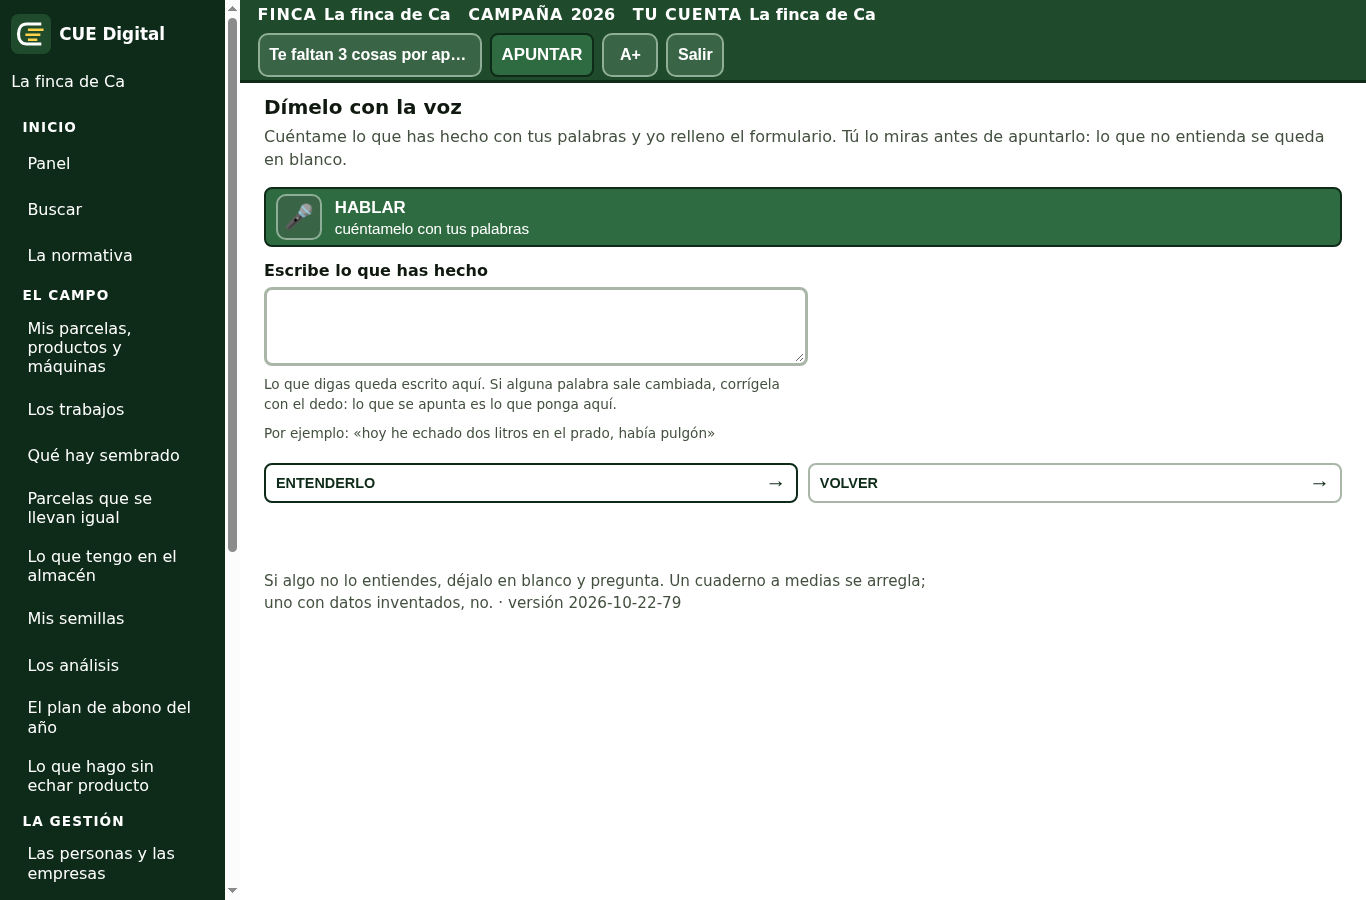 CUE Digital
La finca de Ca
INICIO
Panel
Buscar
La normativa
EL CAMPO
Mis parcelas,
productos y
máquinas
Los trabajos
Qué hay sembrado
Parcelas que se
llevan igual
Lo que tengo en el
almacén
Mis semillas
Los análisis
El plan de abono del
año
Lo que hago sin
echar producto
LA GESTIÓN
Las personas y las
empresas
FINCA La finca de Ca CAMPAÑA 2026 TU CUENTA La finca de Ca
Te faltan 3 cosas por ap… APUNTAR A+ Salir
Dímelo con la voz
Cuéntame lo que has hecho con tus palabras y yo relleno el formulario. Tú lo miras antes de apuntarlo: lo que no entienda se queda
en blanco.
HABLAR
cuéntamelo con tus palabras
Escribe lo que has hecho
Lo que digas queda escrito aquí. Si alguna palabra sale cambiada, corrígela
con el dedo: lo que se apunta es lo que ponga aquí.
Por ejemplo: «hoy he echado dos litros en el prado, había pulgón»
ENTENDERLO → VOLVER →
Si algo no lo entiendes, déjalo en blanco y pregunta. Un cuaderno a medias se arregla;
uno con datos inventados, no. · versión 2026-10-22-79